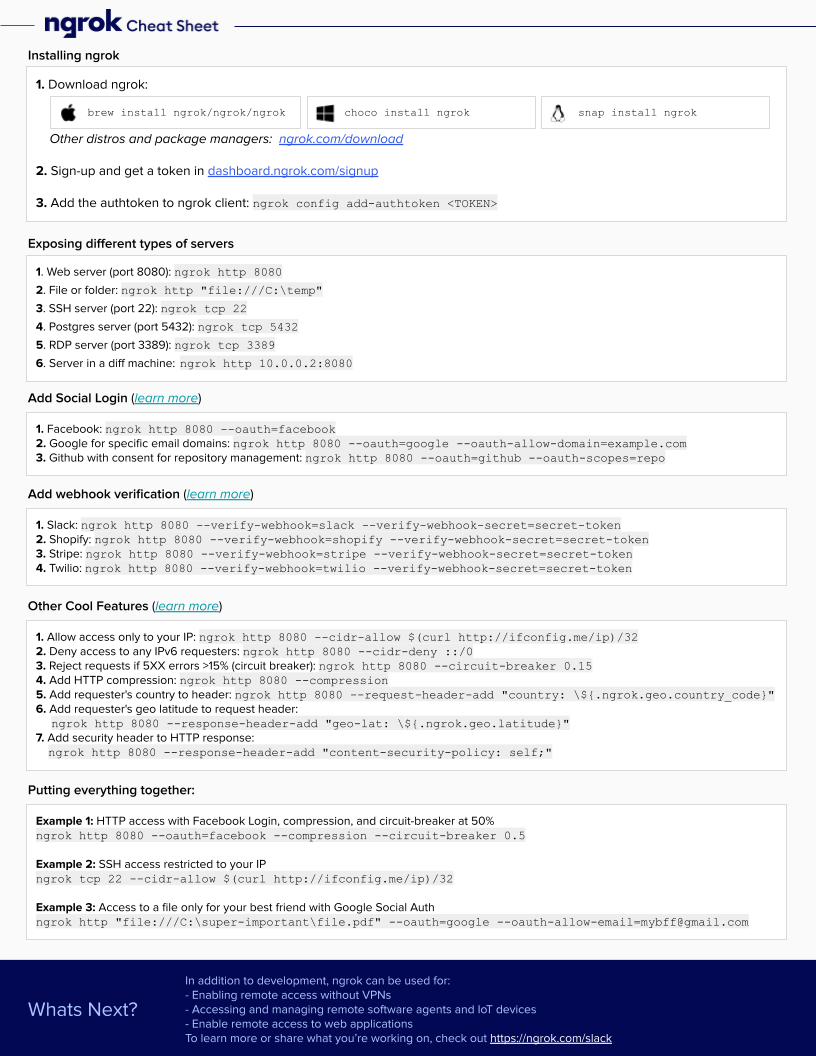 ngrok Cheat Sheet
Installing ngrok
1. Download ngrok:
brew install ngrok/ngrok/ngrok
choco install ngrok
snap install ngrok
Other distros and package managers: ngrok.com/download
2. Sign-up and get a token in dashboard.ngrok.com/signup
3. Add the authtoken to ngrok client: ngrok config add-authtoken <TOKEN>
Exposing different types of servers
1. Web server (port 8080): ngrok http 8080
2. File or folder: ngrok http "file:///C:\temp"
3. SSH server (port 22): ngrok tcp 22
4. Postgres server (port 5432): ngrok tcp 5432
5. RDP server (port 3389): ngrok tcp 3389
6. Server in a diff machine: ngrok http 10.0.0.2:8080
Add Social Login (learn more)
1. Facebook: ngrok http 8080 --oauth=facebook
2. Google for specific email domains: ngrok http 8080 --oauth=google --oauth-allow-domain=example.com
3. Github with consent for repository management: ngrok http 8080 --oauth=github --oauth-scopes=repo
Add webhook verification (learn more)
1. Slack: ngrok http 8080 --verify-webhook=slack --verify-webhook-secret=secret-token
2. Shopify: ngrok http 8080 --verify-webhook=shopify --verify-webhook-secret=secret-token
3. Stripe: ngrok http 8080 --verify-webhook=stripe --verify-webhook-secret=secret-token
4. Twilio: ngrok http 8080 --verify-webhook=twilio --verify-webhook-secret=secret-token
Other Cool Features (learn more)
1. Allow access only to your IP: ngrok http 8080 --cidr-allow $(curl http://ifconfig.me/ip)/32
2. Deny access to any IPv6 requesters: ngrok http 8080 --cidr-deny ::/0
3. Reject requests if 5XX errors >15% (circuit breaker): ngrok http 8080 --circuit-breaker 0.15
4. Add HTTP compression: ngrok http 8080 --compression
5. Add requester's country to header: ngrok http 8080 --request-header-add "country: \${.ngrok.geo.country_code}"
6. Add requester's geo latitude to request header:
ngrok http 8080 --response-header-add "geo-lat: \${.ngrok.geo.latitude}"
7. Add security header to HTTP response:
ngrok http 8080 --response-header-add "content-security-policy: self;"
Putting everything together:
Example 1: HTTP access with Facebook Login, compression, and circuit-breaker at 50%
ngrok http 8080 --oauth=facebook --compression --circuit-breaker 0.5
Example 2: SSH access restricted to your IP
ngrok tcp 22 --cidr-allow $(curl http://ifconfig.me/ip)/32
Example 3: Access to a file only for your best friend with Google Social Auth
ngrok http "file:///C:\super-important\file.pdf" --oauth=google --oauth-allow-email=mybff@gmail.com
Whats Next?
In addition to development, ngrok can be used for:
- Enabling remote access without VPNs
- Accessing and managing remote software agents and IoT devices
- Enable remote access to web applications
To learn more or share what you're working on, check out https://ngrok.com/slack